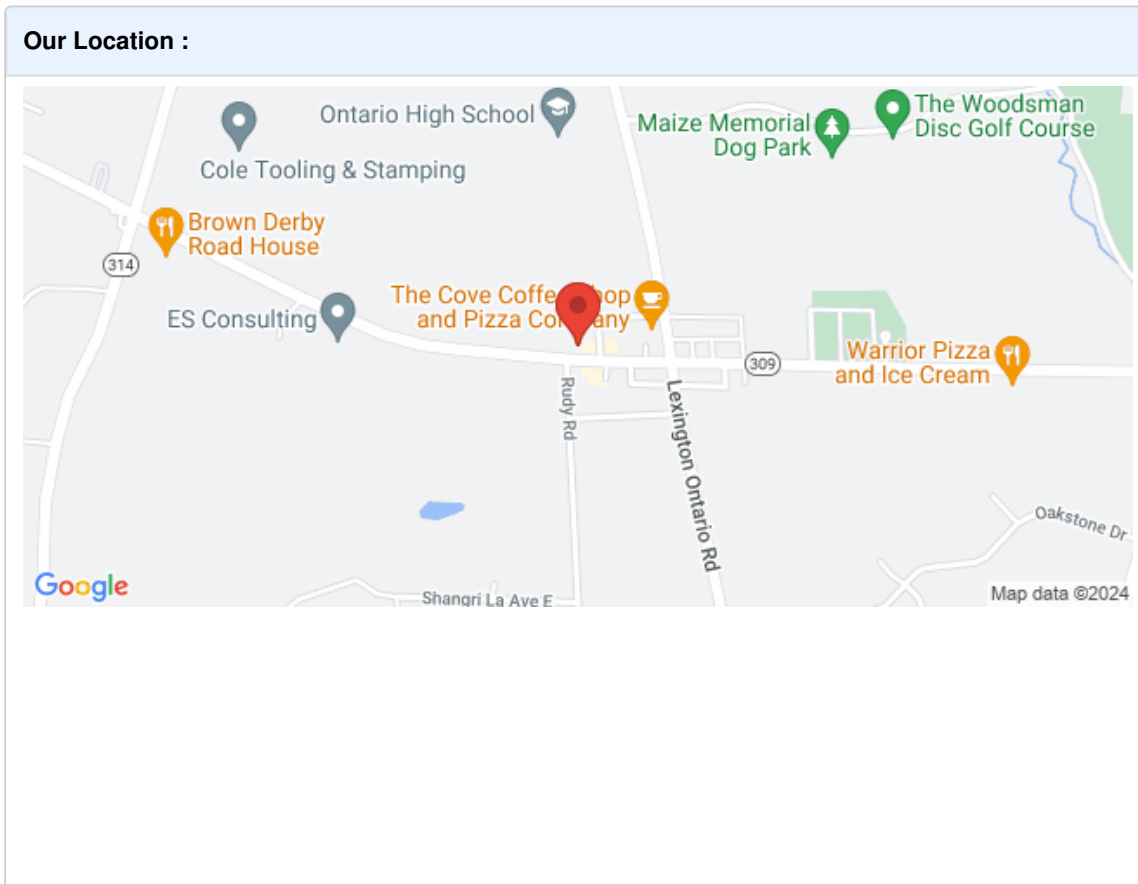 Our Location :
Ontario High School
The Woodsman
Disc Golf Course
Maize Memorial
Dog Park
Cole Tooling & Stamping
Brown Derby
Road House
314
The Cove Coffee Shop
and Pizza Company
ES Consulting
309
Warrior Pizza
and Ice Cream
Rudy Rd
Lexington Ontario Rd
Oakstone Dr
Shangri La Ave E
Google
Map data ©2024